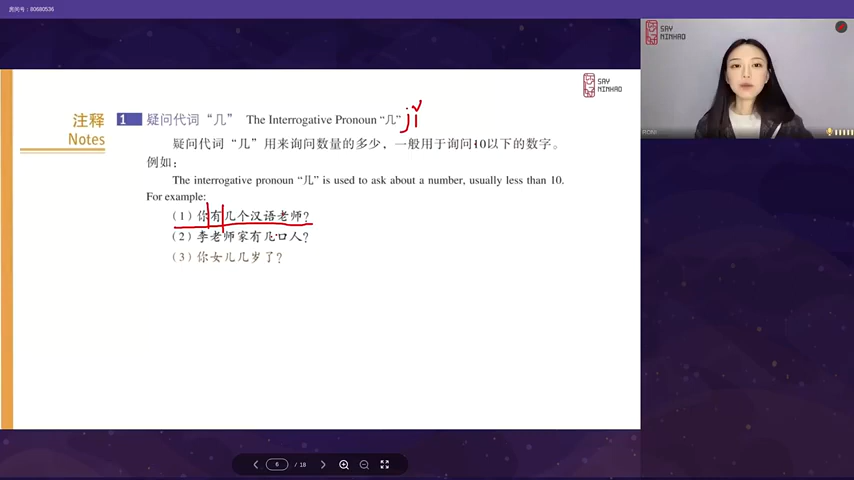 房间号：80680536
SAY
NINHAO
SAY
NINHAO
注释
Notes
1 疑问代词“几” The Interrogative Pronoun “几” jǐ
疑问代词“几”用来询问数量的多少，一般用于询问10以下的数字。
例如：
The interrogative pronoun “几” is used to ask about a number, usually less than 10.
For example:
（1）你有几个汉语老师？
（2）李老师家有几口人？
（3）你女儿几岁了？
6 / 18